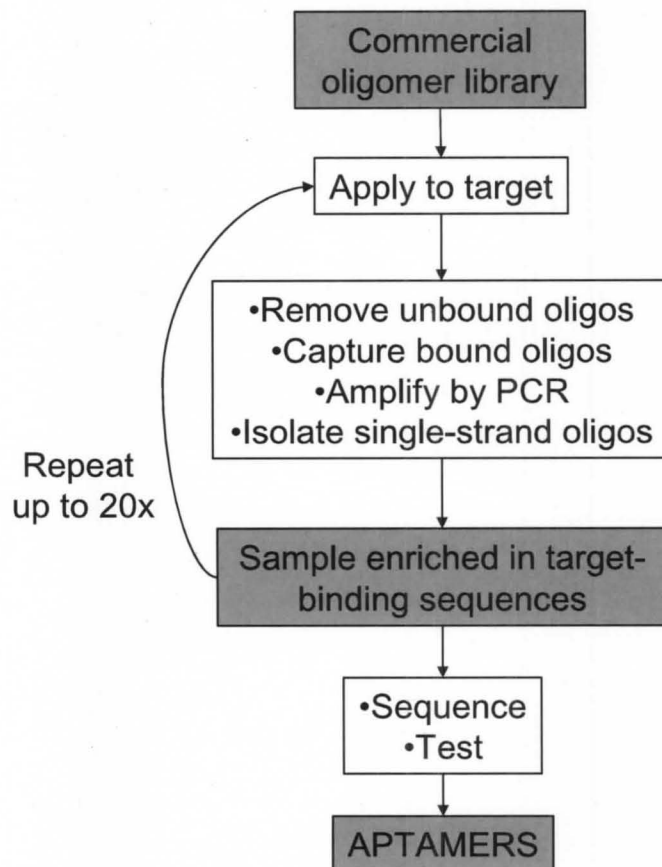 Commercial
oligomer library
Apply to target
•Remove unbound oligos
•Capture bound oligos
•Amplify by PCR
•Isolate single-strand oligos
Repeat
up to 20x
Sample enriched in target-
binding sequences
•Sequence
•Test
APTAMERS